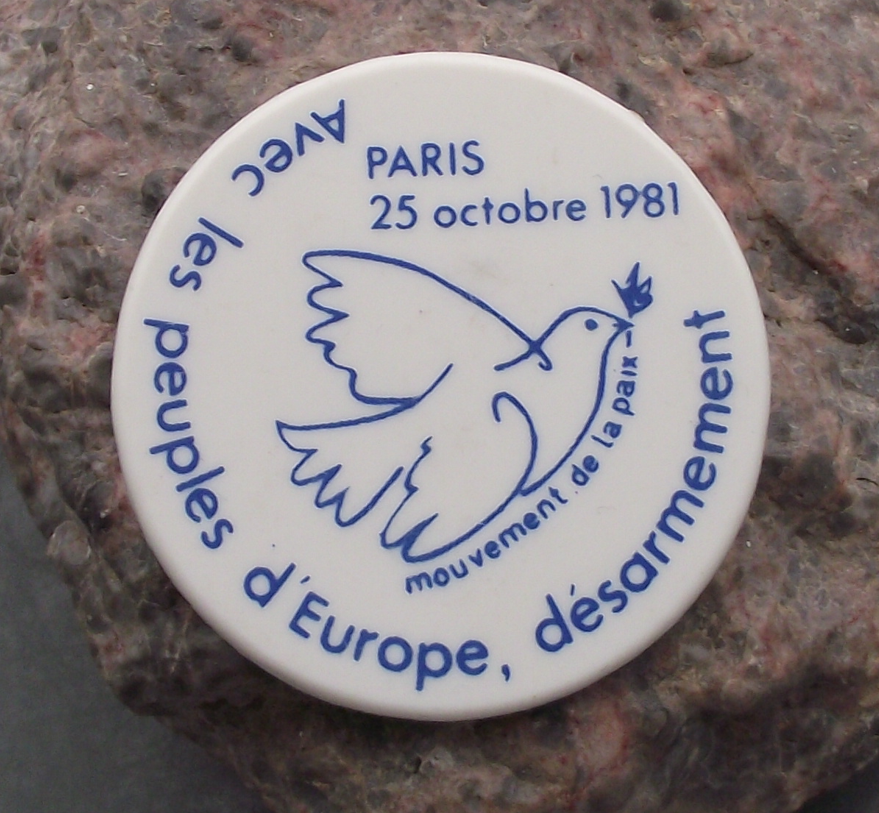 PARIS
25 octobre 1981
Avec les peuples d'Europe, désarmement
mouvement de la paix